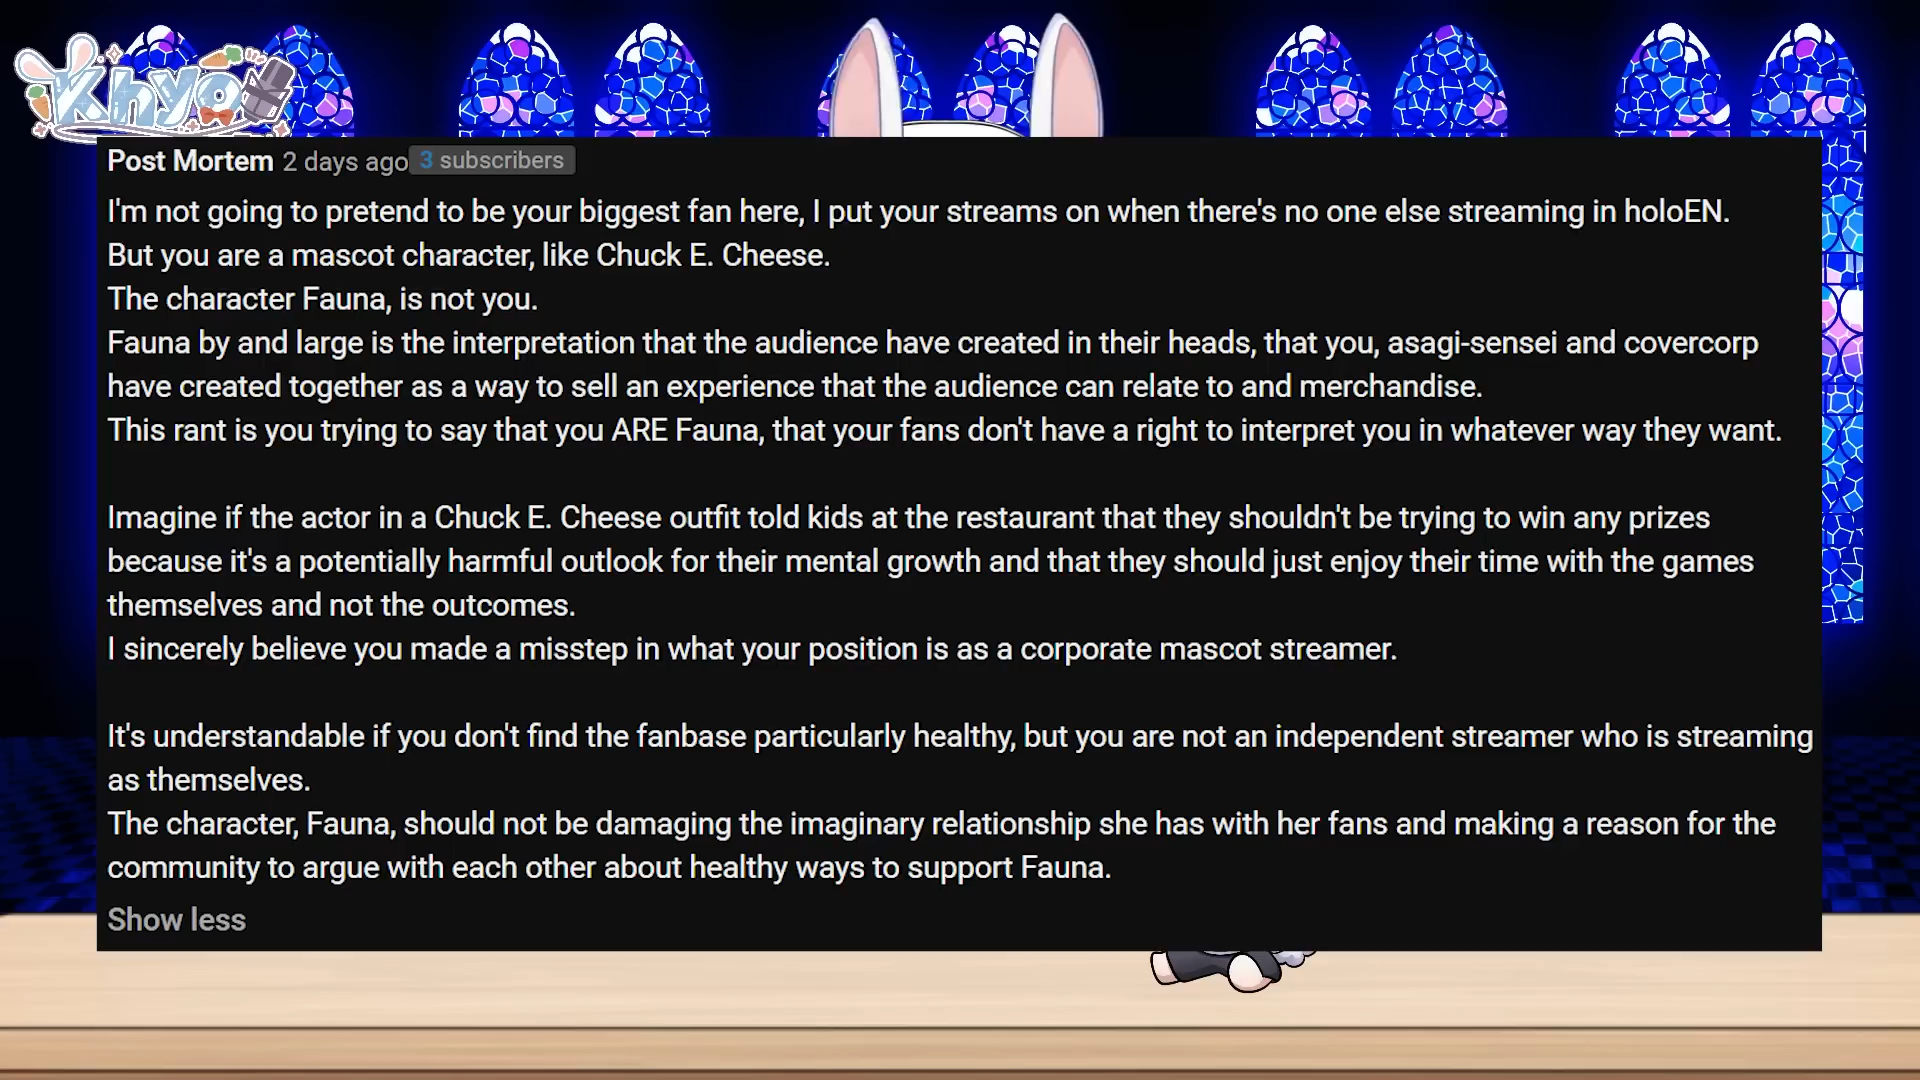 Khyo
Post Mortem 2 days ago 3 subscribers
I'm not going to pretend to be your biggest fan here, I put your streams on when there's no one else streaming in holoEN.
But you are a mascot character, like Chuck E. Cheese.
The character Fauna, is not you.
Fauna by and large is the interpretation that the audience have created in their heads, that you, asagi-sensei and covercorp
have created together as a way to sell an experience that the audience can relate to and merchandise.
This rant is you trying to say that you ARE Fauna, that your fans don't have a right to interpret you in whatever way they want.
Imagine if the actor in a Chuck E. Cheese outfit told kids at the restaurant that they shouldn't be trying to win any prizes
because it's a potentially harmful outlook for their mental growth and that they should just enjoy their time with the games
themselves and not the outcomes.
I sincerely believe you made a misstep in what your position is as a corporate mascot streamer.
It's understandable if you don't find the fanbase particularly healthy, but you are not an independent streamer who is streaming
as themselves.
The character, Fauna, should not be damaging the imaginary relationship she has with her fans and making a reason for the
community to argue with each other about healthy ways to support Fauna.
Show less